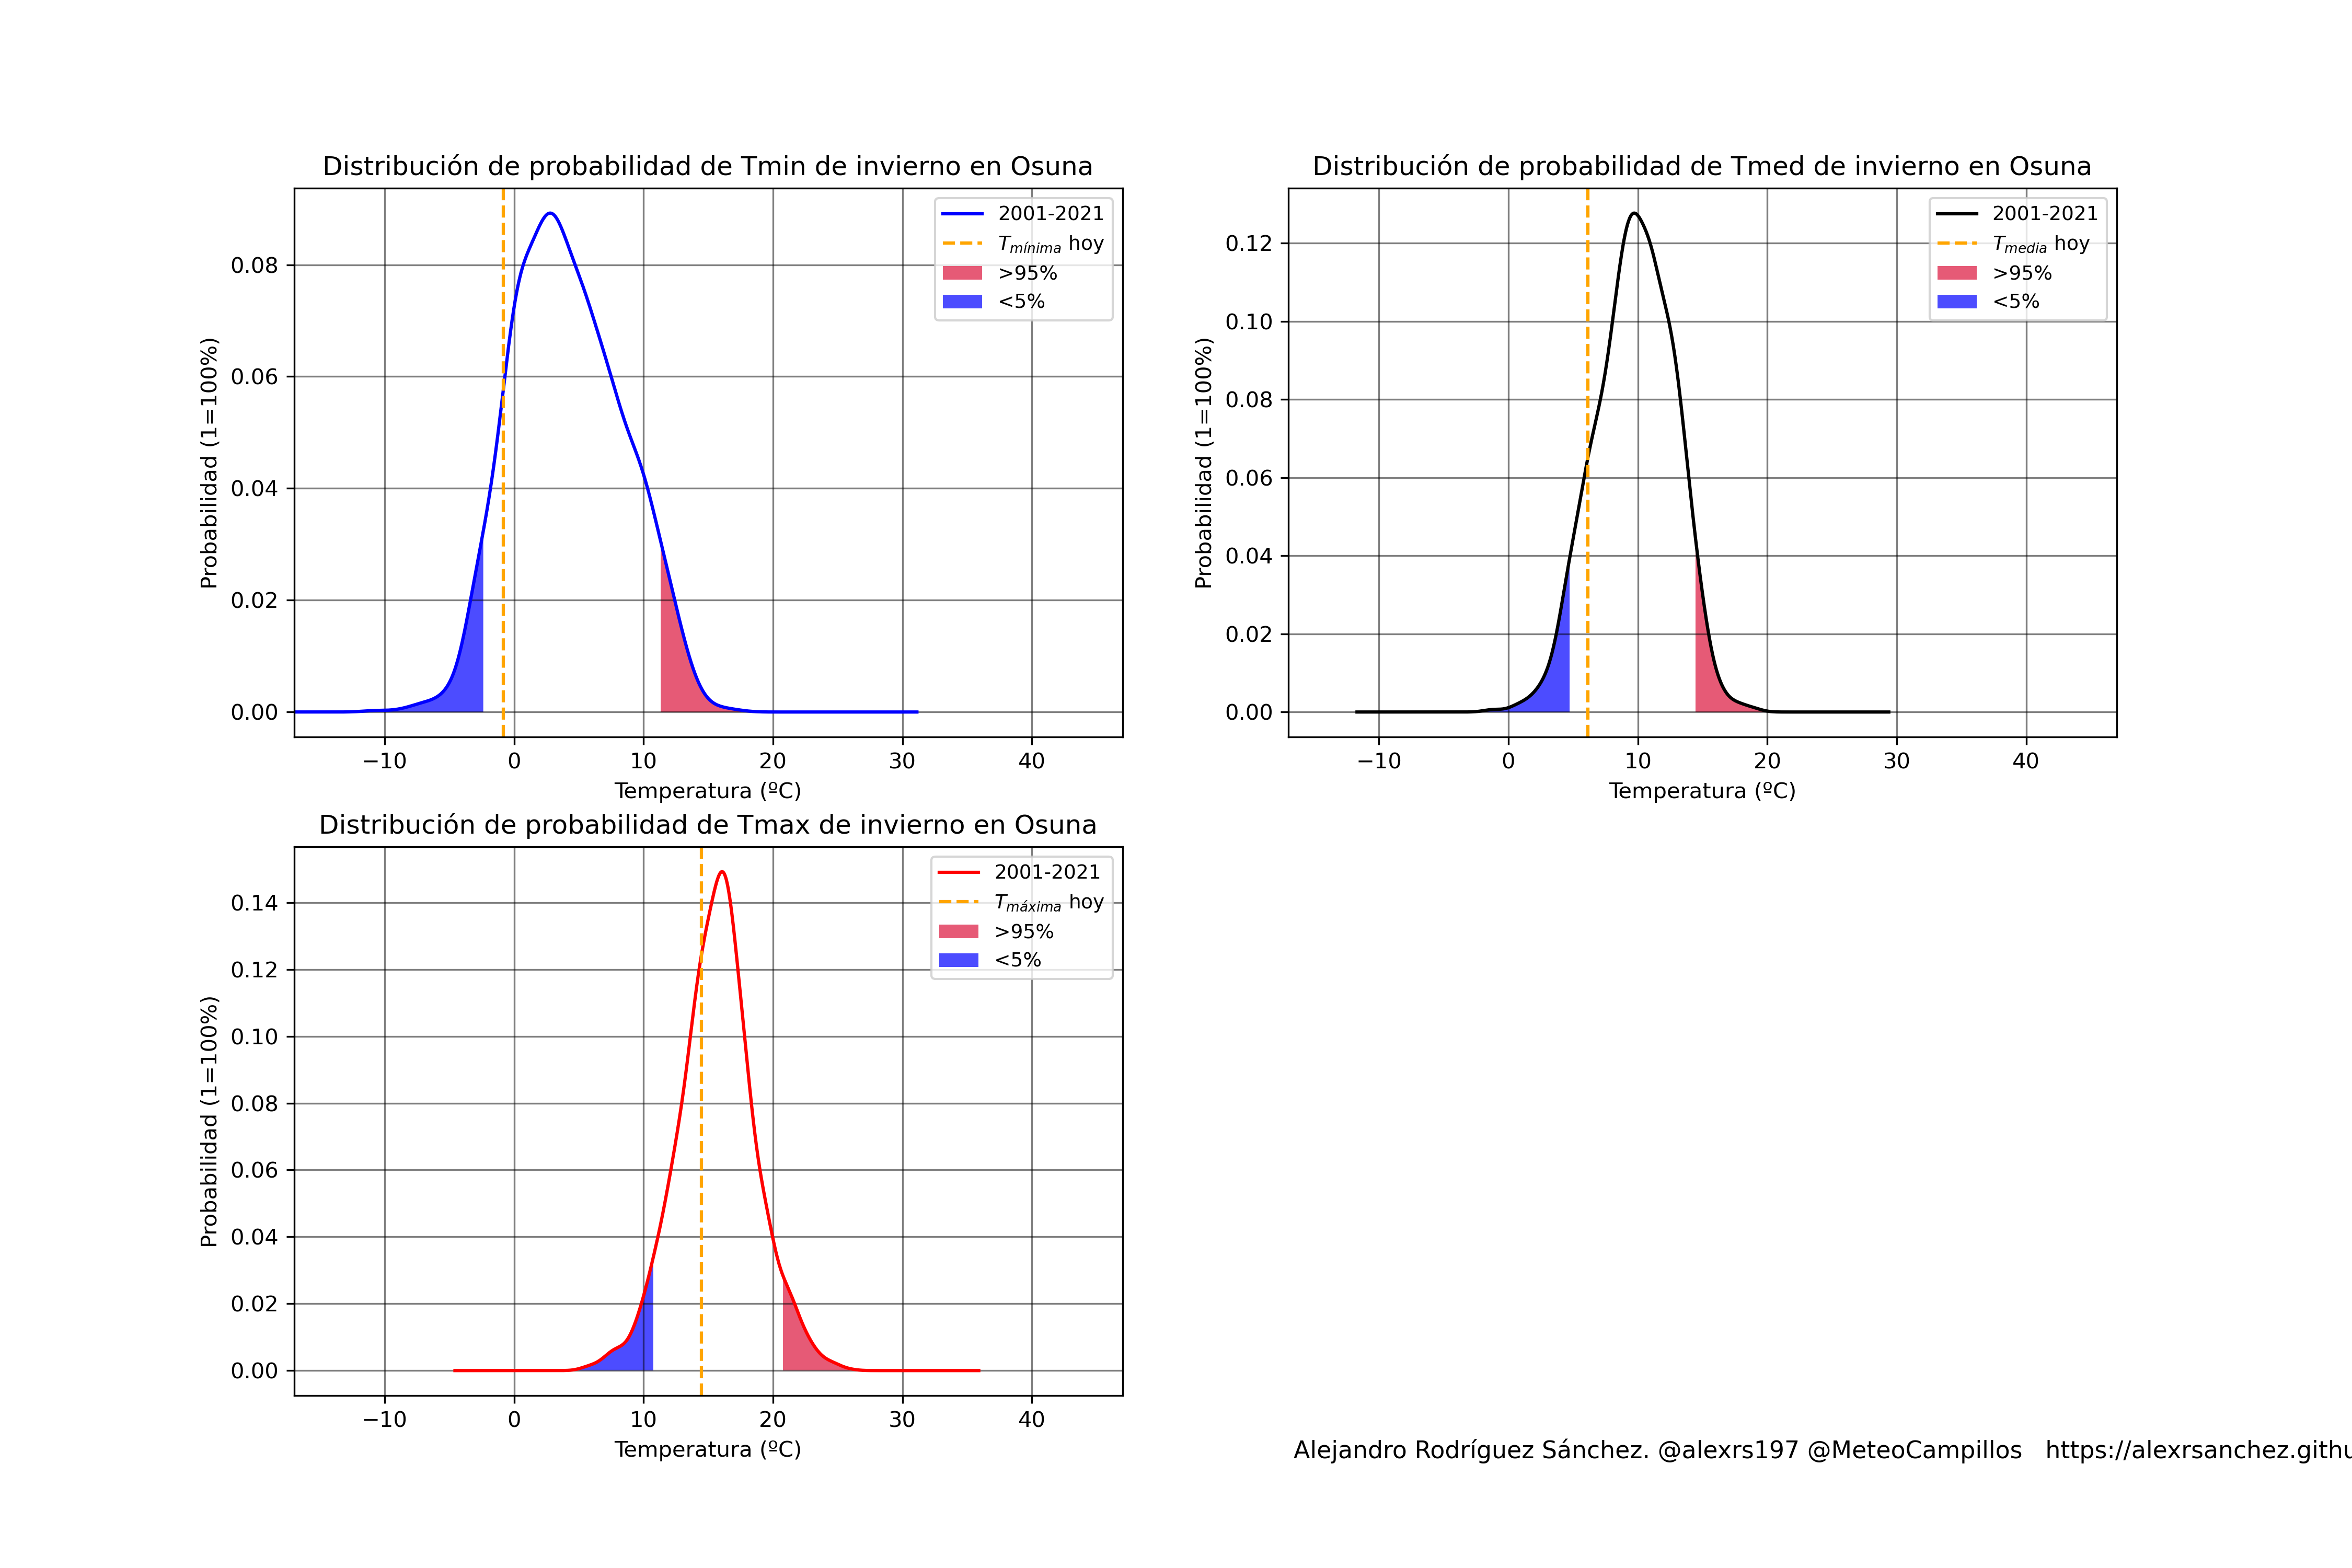 Distribución de probabilidad de Tmin de invierno en Osuna
Probabilidad (1=100%)
0.08
0.06
0.04
0.02
0.00
2001-2021
Tmínima hoy
>95%
<5%
−10 0 10 20 30 40
Temperatura (ºC)
Distribución de probabilidad de Tmed de invierno en Osuna
Probabilidad (1=100%)
0.12
0.10
0.08
0.06
0.04
0.02
0.00
2001-2021
Tmedia hoy
>95%
<5%
−10 0 10 20 30 40
Temperatura (ºC)
Distribución de probabilidad de Tmax de invierno en Osuna
Probabilidad (1=100%)
0.14
0.12
0.10
0.08
0.06
0.04
0.02
0.00
2001-2021
Tmáxima hoy
>95%
<5%
−10 0 10 20 30 40
Temperatura (ºC)
Alejandro Rodríguez Sánchez. @alexrs197 @MeteoCampillos https://alexrsanchez.githu